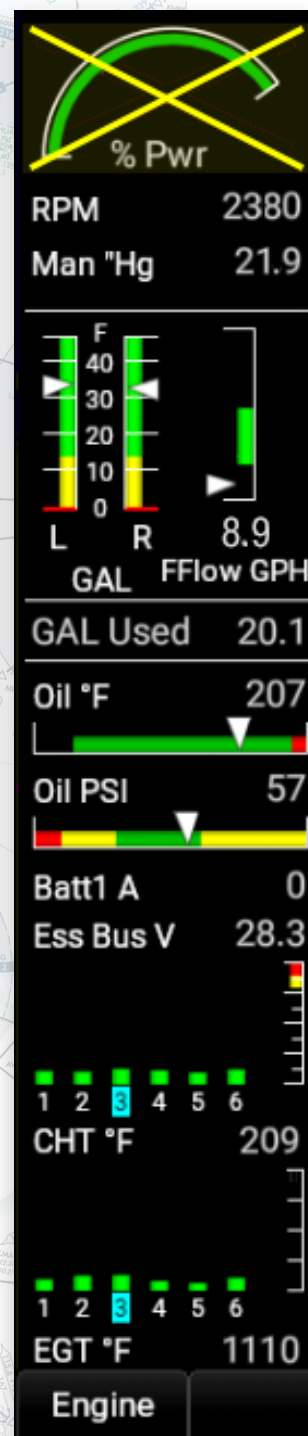 % Pwr
RPM 2380
Man "Hg 21.9
F
40
30
20
10
0
L R 8.9
GAL FFlow GPH
GAL Used 20.1
Oil °F 207
Oil PSI 57
Batt1 A 0
Ess Bus V 28.3
1 2 3 4 5 6
CHT °F 209
1 2 3 4 5 6
EGT °F 1110
Engine